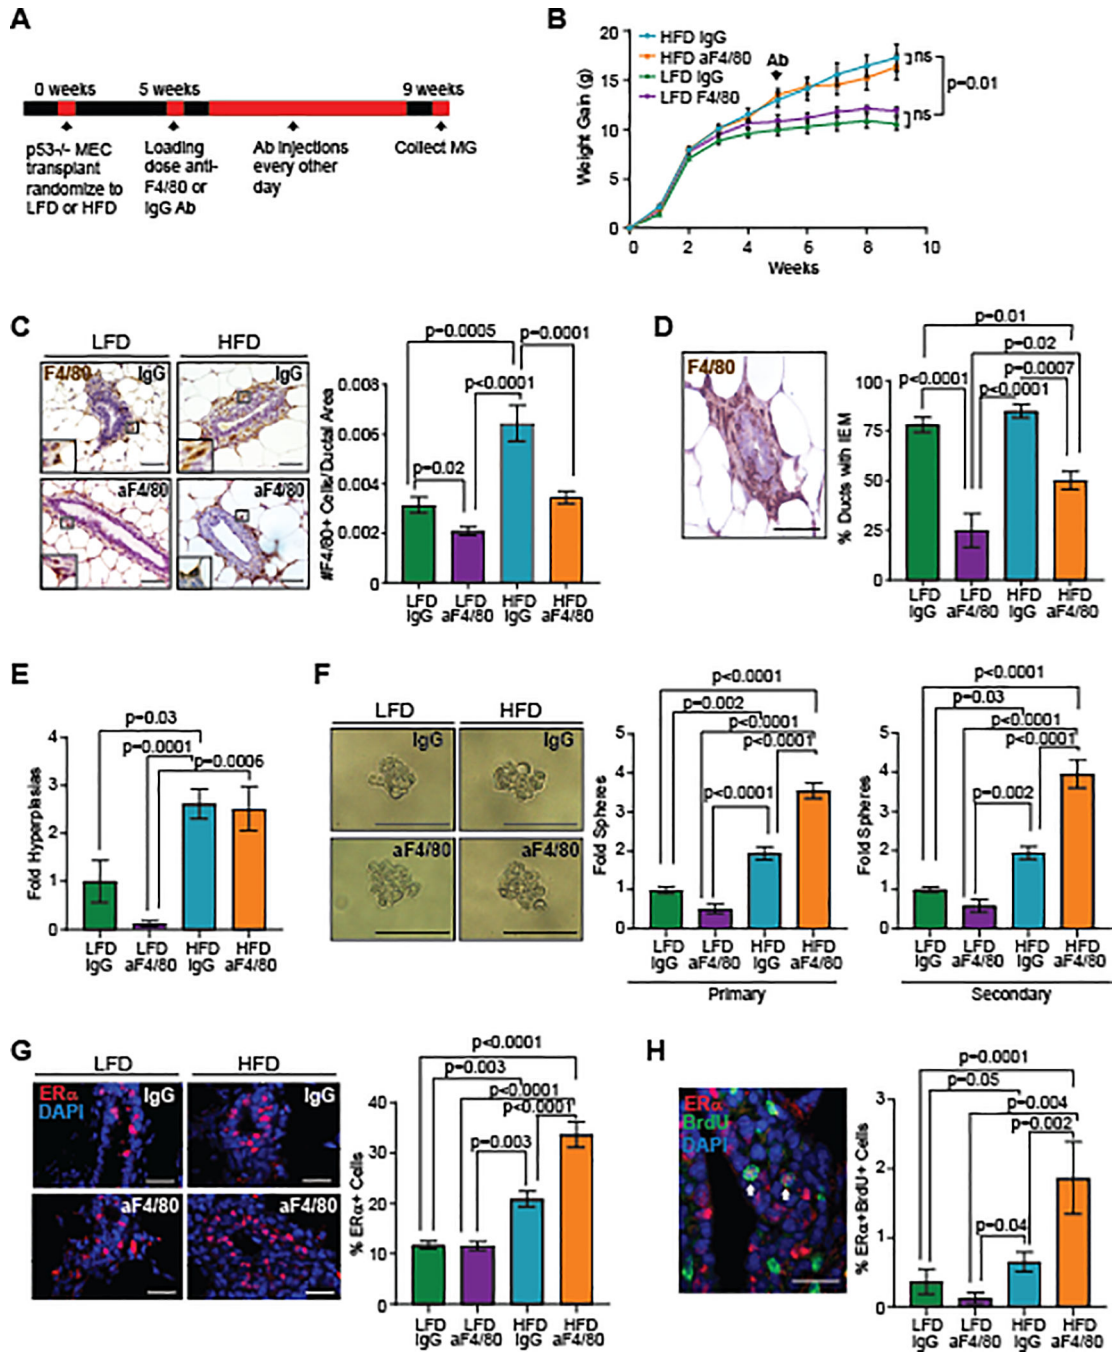 A
0 weeks
5 weeks
9 weeks
p53-/- MEC
transplant
randomize to
LFD or HFD
Loading
dose anti-
F4/80 or
IgG Ab
Ab injections
every other
day
Collect MG
B
Weight Gain (g)
20
15
10
5
0
HFD IgG
HFD aF4/80
LFD IgG
LFD F4/80
Ab
ns
ns
p=0.01
0 2 4 6 8 10
Weeks
C
LFD HFD
F4/80 IgG
IgG
aF4/80
aF4/80
#F4/80+ Cells/Ductal Area
0.008
0.006
0.004
0.002
0
p=0.0005
p=0.0001
p<0.0001
p=0.02
LFD IgG
LFD aF4/80
HFD IgG
HFD aF4/80
D
F4/80
% Ducts with IEM
100
75
50
25
0
p=0.01
p=0.02
p=0.0007
p<0.0001
p<0.0001
LFD IgG
LFD aF4/80
HFD IgG
HFD aF4/80
E
Fold Hyperplasias
4
3
2
1
0
p=0.03
p=0.0001
p=0.0006
LFD IgG
LFD aF4/80
HFD IgG
HFD aF4/80
F
LFD HFD
IgG
IgG
aF4/80
aF4/80
Fold Spheres
5
4
3
2
1
0
p<0.0001
p=0.002
p<0.0001
p<0.0001
p<0.0001
LFD IgG
LFD aF4/80
HFD IgG
HFD aF4/80
Primary
Fold Spheres
5
4
3
2
1
0
p<0.0001
p=0.03
p<0.0001
p<0.0001
p=0.002
LFD IgG
LFD aF4/80
HFD IgG
HFD aF4/80
Secondary
G
LFD HFD
ERα
DAPI
IgG
IgG
aF4/80
aF4/80
% ERα+ Cells
40
30
20
10
0
p<0.0001
p=0.003
p<0.0001
p<0.0001
p=0.003
LFD IgG
LFD aF4/80
HFD IgG
HFD aF4/80
H
ERα
BrdU
DAPI
% ERα+BrdU+ Cells
3
2
1
0
p=0.0001
p=0.05
p=0.004
p=0.002
p=0.04
LFD IgG
LFD aF4/80
HFD IgG
HFD aF4/80